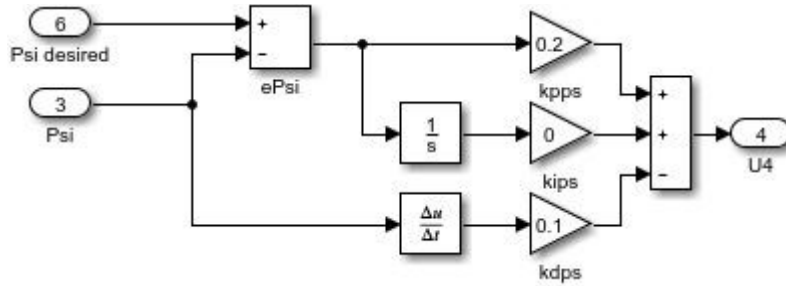 6
Psi desired
3
Psi
+
−
ePsi
0.2
kpps
1
s
0
kips
Δu
Δt
0.1
kdps
+
+
−
4
U4